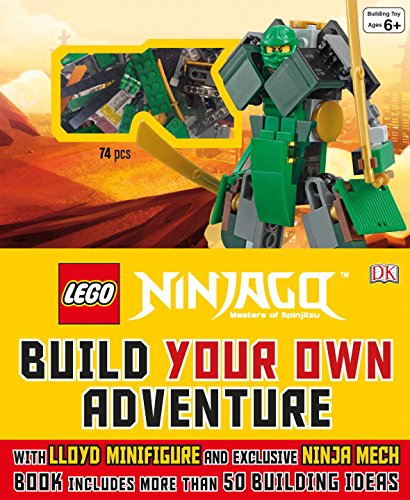 Building Toy
Ages 6+
74 pcs
DK
LEGO NINJAGO™
Masters of Spinjitzu
BUILD YOUR OWN
ADVENTURE
WITH LLOYD MINIFIGURE AND EXCLUSIVE NINJA MECH
BOOK INCLUDES MORE THAN 50 BUILDING IDEAS